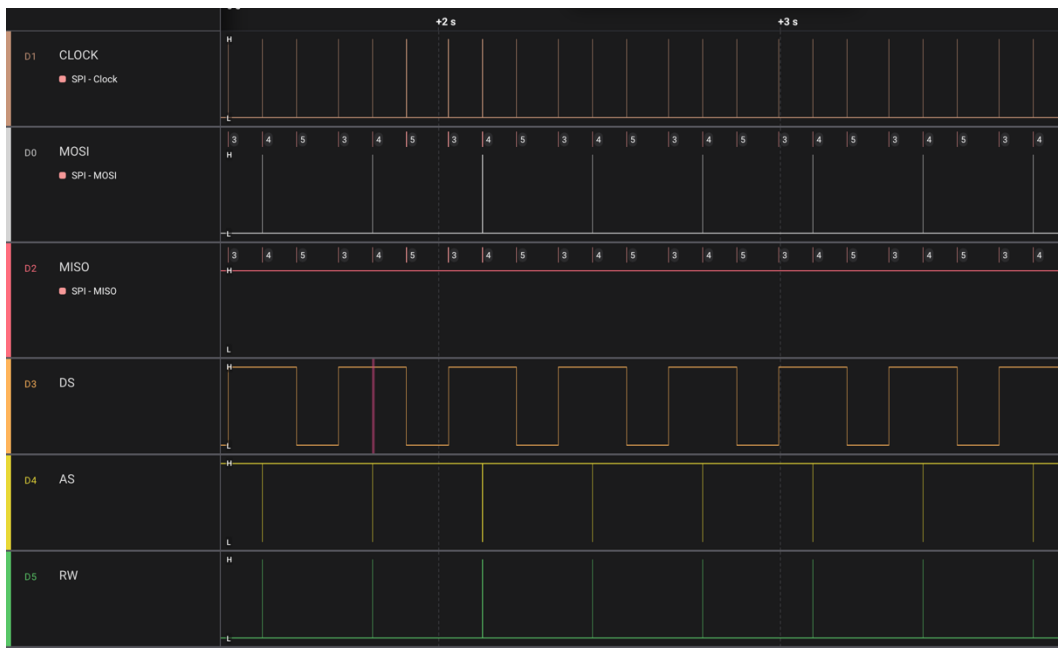 +2 s +3 s
D1 CLOCK
SPI - Clock
H
L
D0 MOSI
SPI - MOSI
3 4 5 3 4 5 3 4 5 3 4 5 3 4 5 3 4 5 3 4 5 3 4
H
L
D2 MISO
SPI - MISO
3 4 5 3 4 5 3 4 5 3 4 5 3 4 5 3 4 5 3 4 5 3 4
H
L
D3 DS
H
L
D4 AS
H
L
D5 RW
H
L